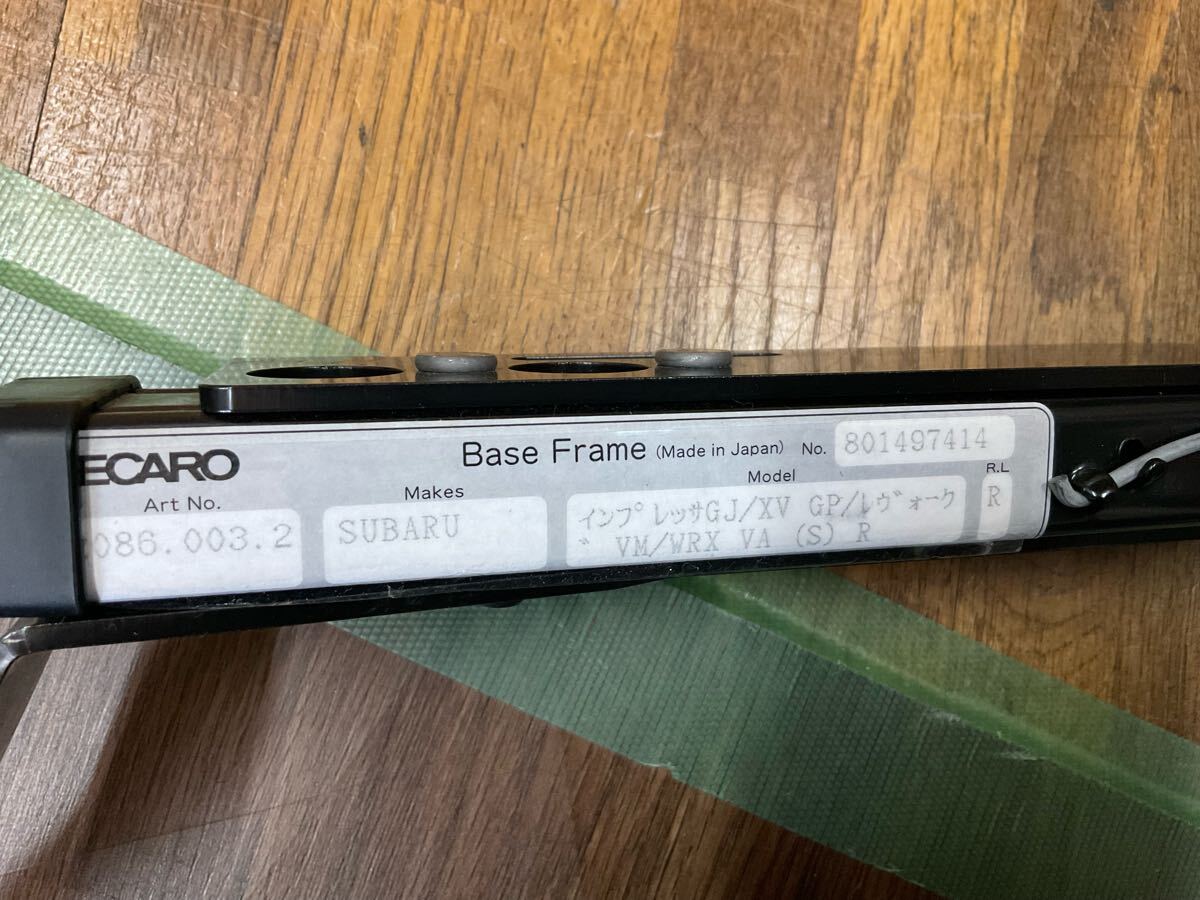 ECARO Base Frame (Made in Japan) No. 801497414
Art No. Makes Model R.L
086.003.2 SUBARU インプレッサGJ/XV GP/レヴォーク R
゛ VM/WRX VA (S) R